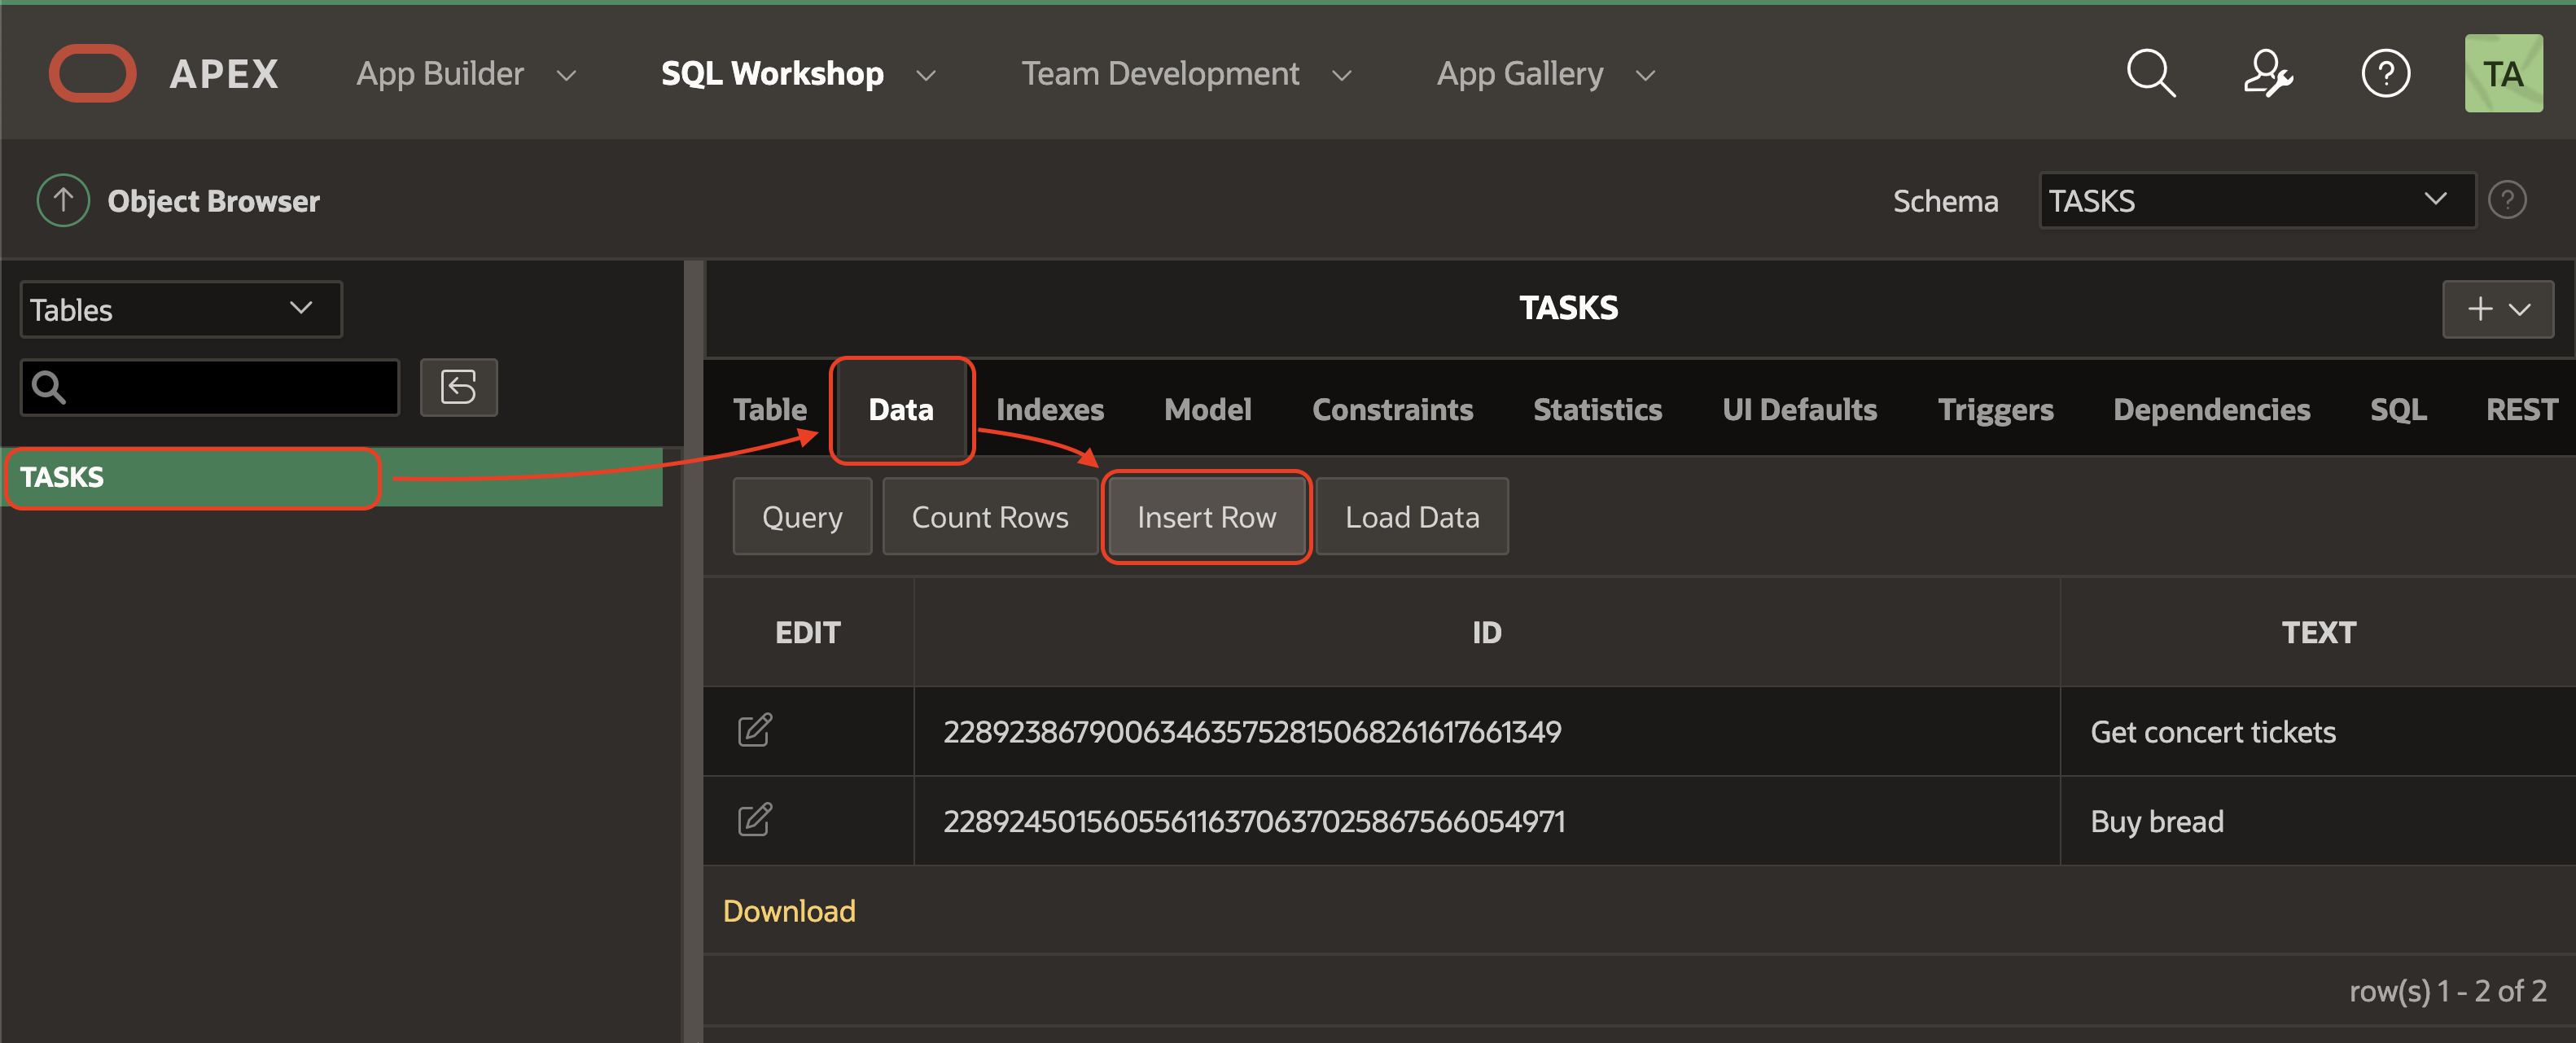 APEX App Builder SQL Workshop Team Development App Gallery ? TA
Object Browser Schema TASKS ?
Tables TASKS
Table Data Indexes Model Constraints Statistics UI Defaults Triggers Dependencies SQL REST
TASKS
Query Count Rows Insert Row Load Data
EDIT ID TEXT
228923867900634635752815068261617661349 Get concert tickets
228924501560556116370637025867566054971 Buy bread
Download
row(s) 1 - 2 of 2